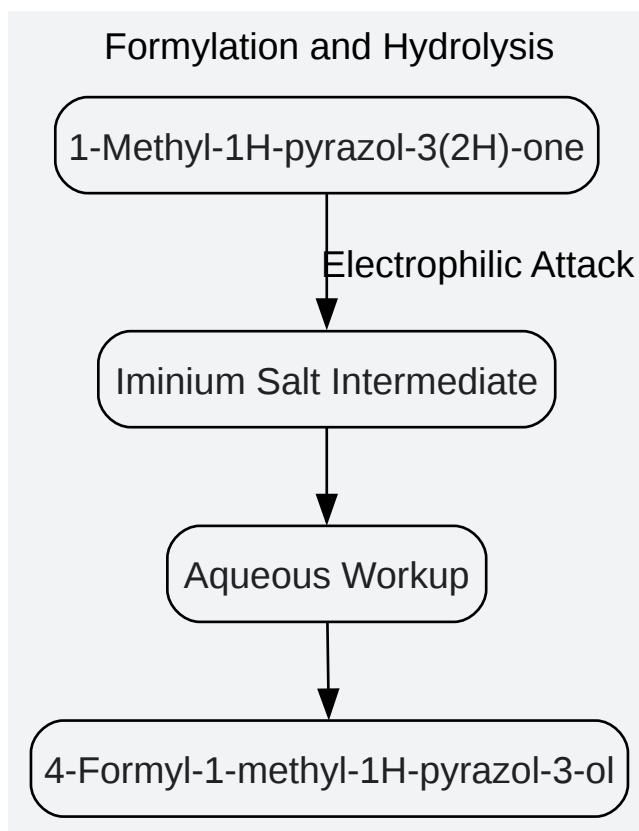 Formylation and Hydrolysis
1-Methyl-1H-pyrazol-3(2H)-one
Electrophilic Attack
Iminium Salt Intermediate
Aqueous Workup
4-Formyl-1-methyl-1H-pyrazol-3-ol